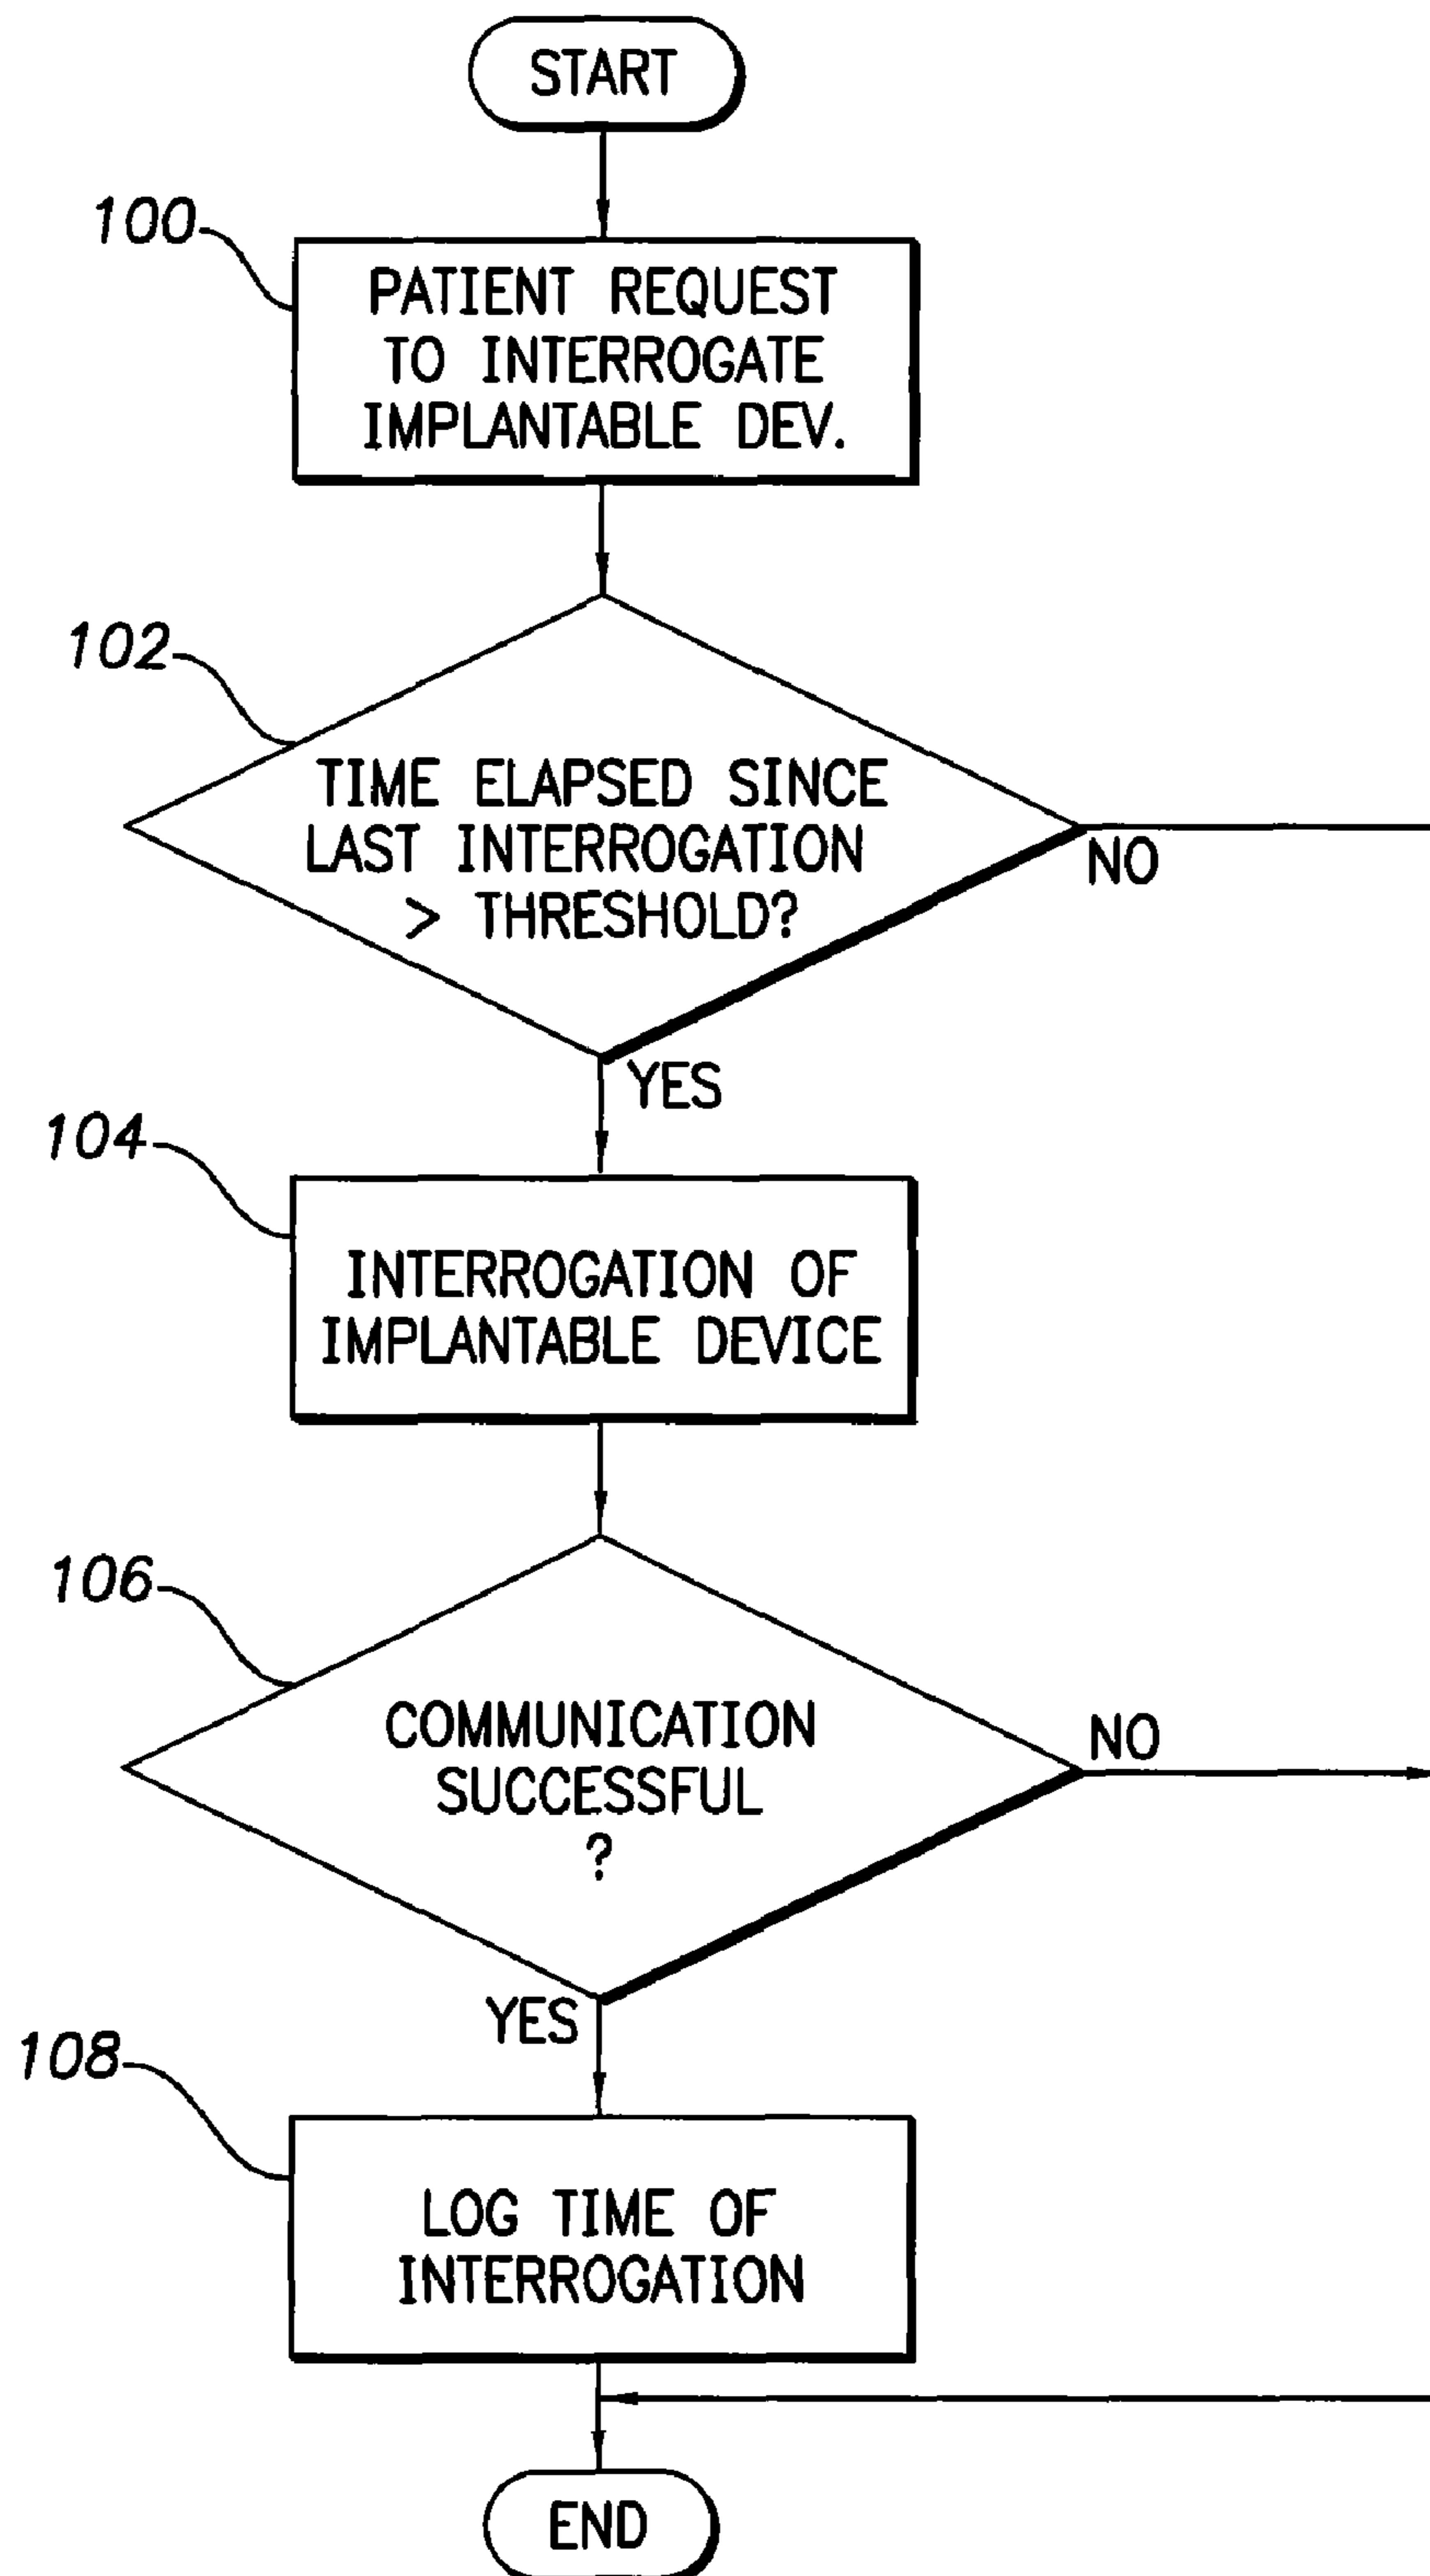 START
100
PATIENT REQUEST
TO INTERROGATE
IMPLANTABLE DEV.
102
TIME ELAPSED SINCE
LAST INTERROGATION
> THRESHOLD?
NO
YES
104
INTERROGATION OF
IMPLANTABLE DEVICE
106
COMMUNICATION
SUCCESSFUL
?
NO
YES
108
LOG TIME OF
INTERROGATION
END